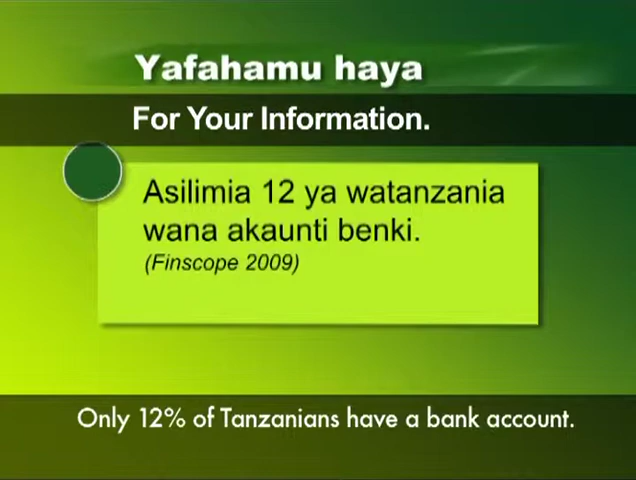 Yafahamu haya
For Your Information.
Asilimia 12 ya watanzania
wana akaunti benki.
(Finscope 2009)
Only 12% of Tanzanians have a bank account.